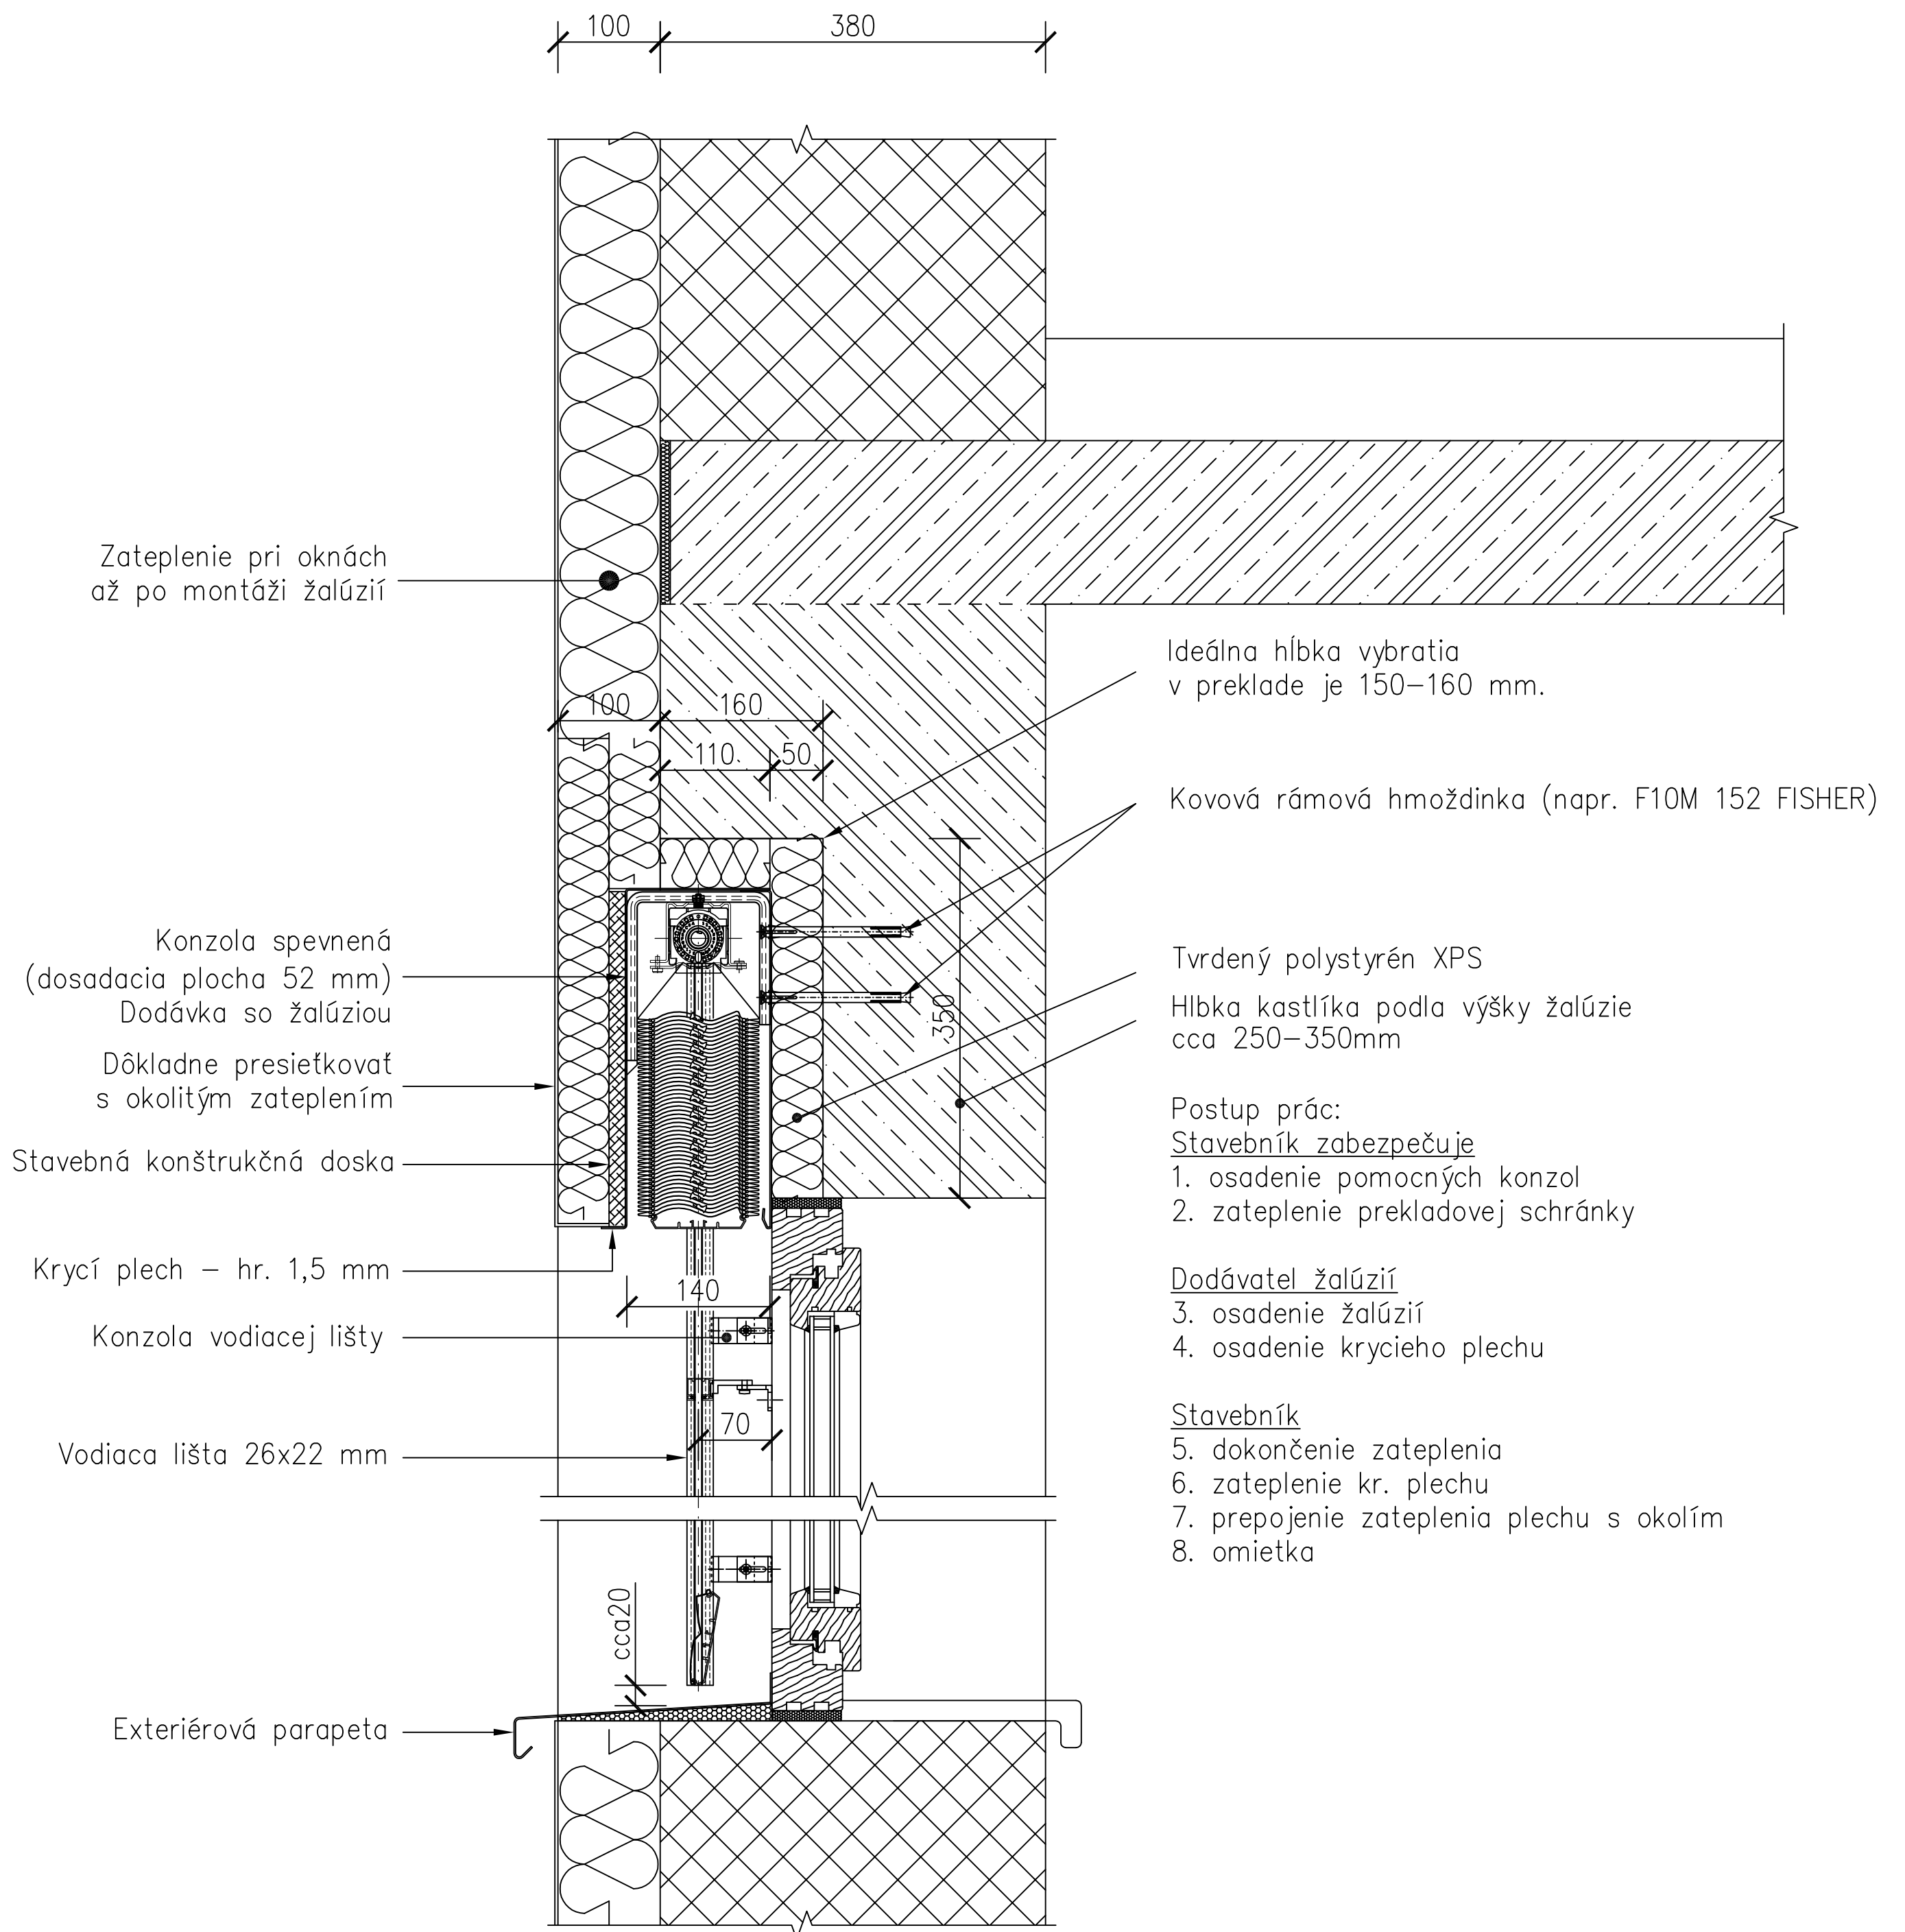 100
380
Zateplenie pri oknách
až po montáži žalúzií
100
160
110
50
Ideálna hĺbka vybratia
v preklade je 150-160 mm.
Kovová rámová hmoždinka (napr. F10M 152 FISHER)
Konzola spevnená
(dosadacia plocha 52 mm)
Dodávka so žalúziou
Tvrdený polystyrén XPS
Hlbka kastlíka podla výšky žalúzie
cca 250-350mm
350
Dôkladne presieťkovať
s okolitým zateplením
Stavebná konštrukčná doska
Krycí plech - hr. 1,5 mm
140
Konzola vodiacej lišty
70
Vodiaca lišta 26x22 mm
cca20
Exteriérová parapeta
Postup prác:
Stavebník zabezpečuje
1. osadenie pomocných konzol
2. zateplenie prekladovej schránky
Dodávatel žalúzií
3. osadenie žalúzií
4. osadenie krycieho plechu
Stavebník
5. dokončenie zateplenia
6. zateplenie kr. plechu
7. prepojenie zateplenia plechu s okolím
8. omietka